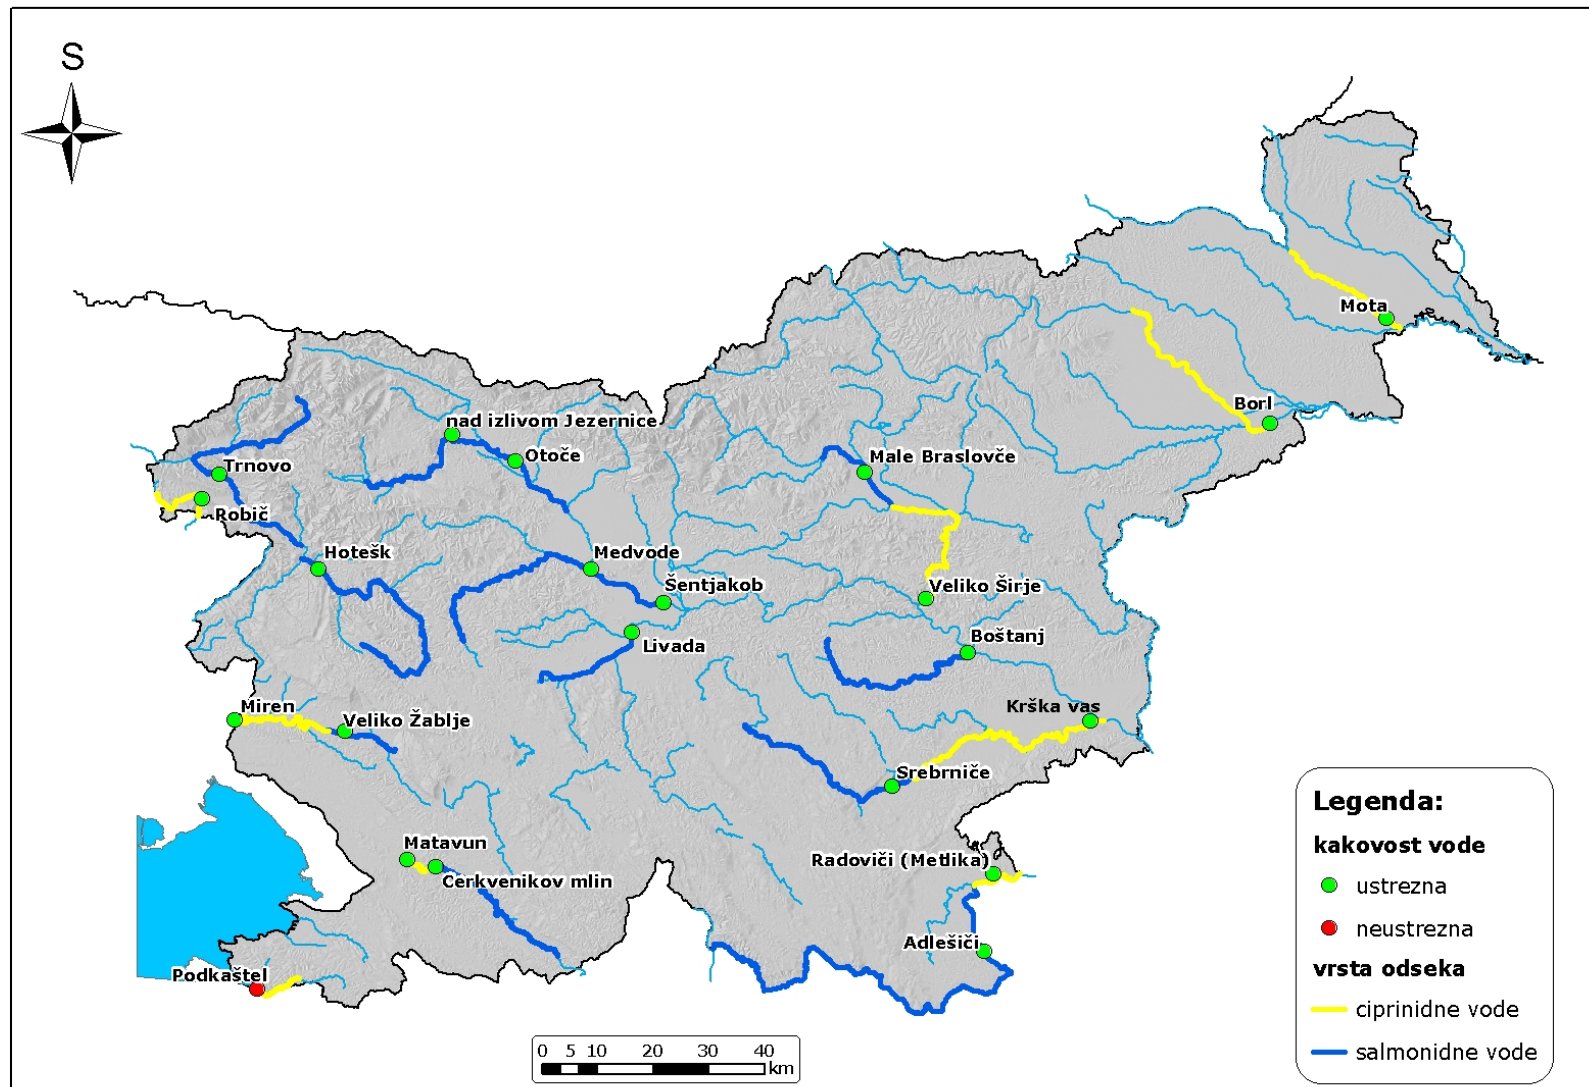 S
Mota
Borl
nad izlivom Jezernice
Otoče
Male Braslovče
Trnovo
Robič
Hotešk
Medvode
Šentjakob
Veliko Širje
Livada
Boštanj
Miren
Veliko Žablje
Krška vas
Srebrniče
Matavun
Cerkvenikov mlin
Radoviči (Metlika)
Adlešiči
Podkaštel
Legenda:
kakovost vode
ustrezna
neustrezna
vrsta odseka
ciprinidne vode
salmonidne vode
0 5 10 20 30 40
km